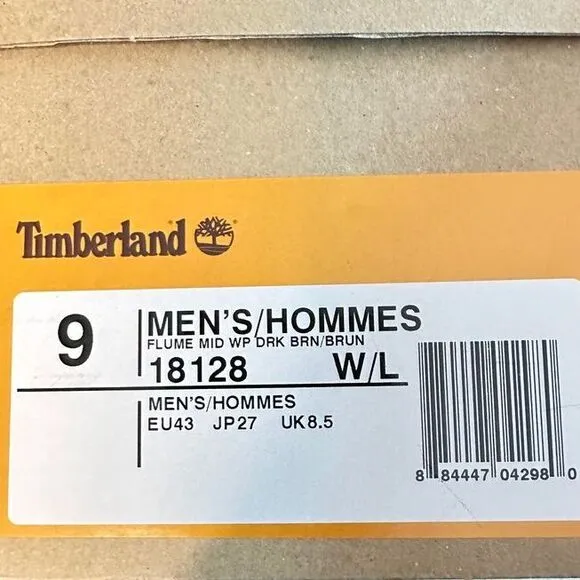 Timberland
9
MEN'S/HOMMES
FLUME MID WP DRK BRN/BRUN
18128 W/L
MEN'S/HOMMES
EU43 JP27 UK8.5
8 84447 04298 0